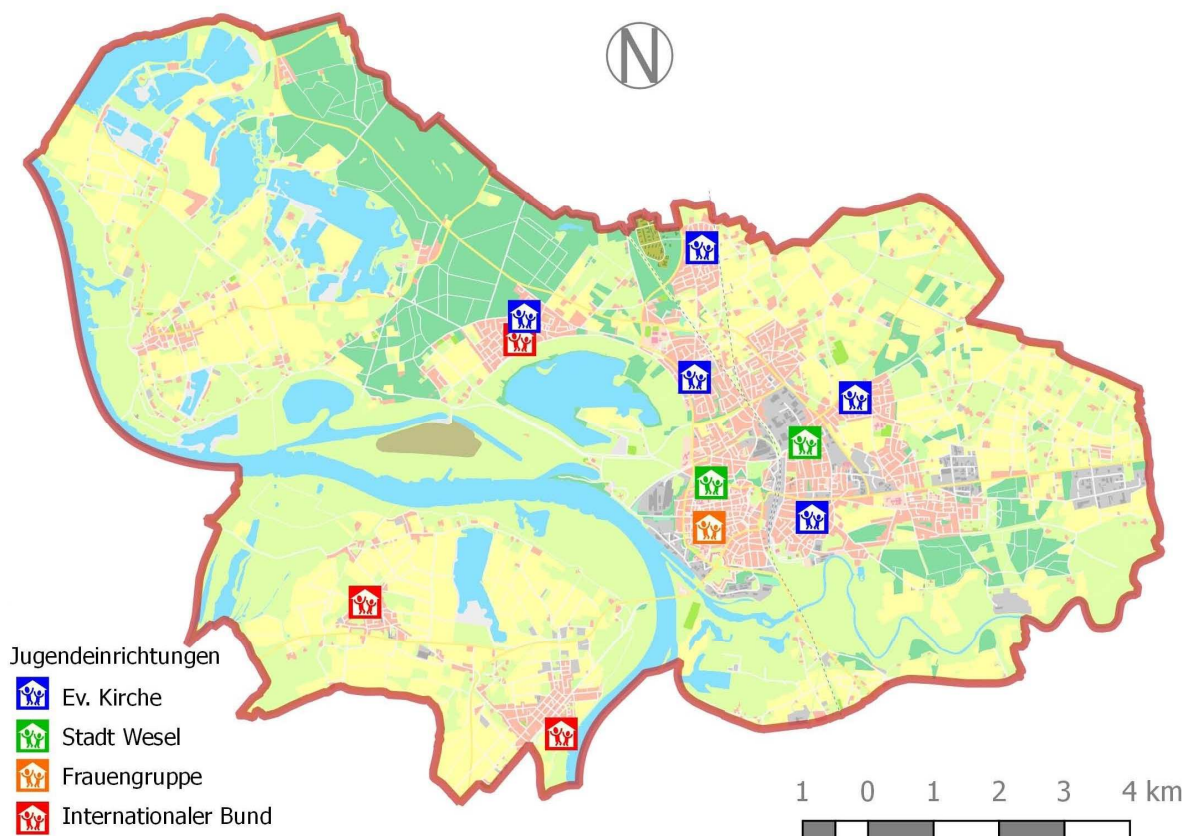 N
Jugendeinrichtungen
Ev. Kirche
Stadt Wesel
Frauengruppe
Internationaler Bund
1 0 1 2 3 4 km